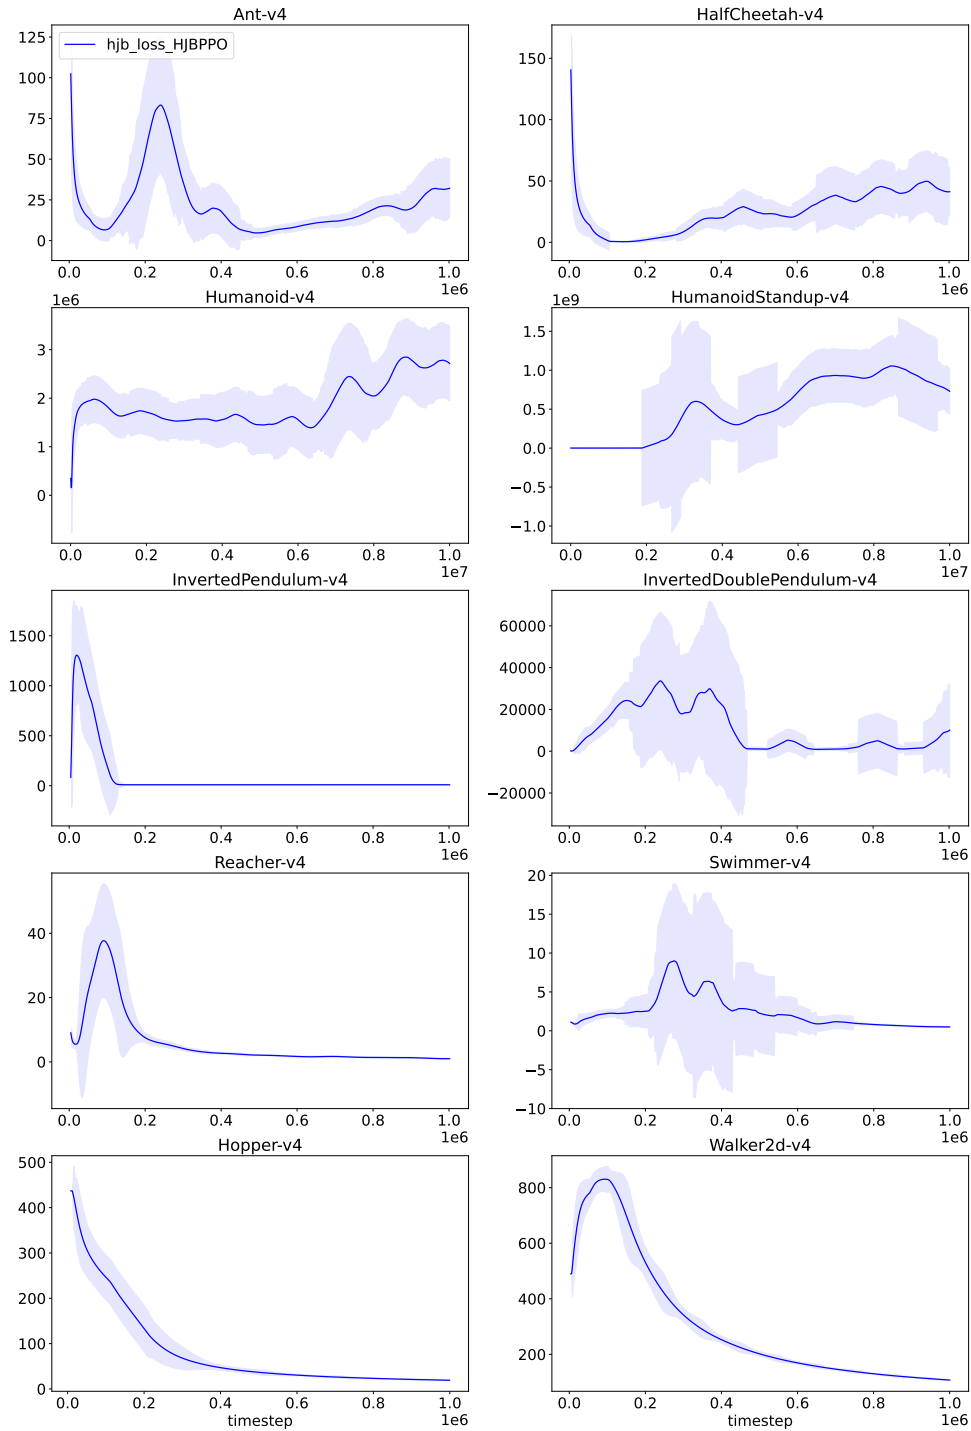 Ant-v4
hjb_loss_HJBPPO
125
100
75
50
25
0
0.0 0.2 0.4 0.6 0.8 1.0
1e6
HalfCheetah-v4
150
100
50
0
0.0 0.2 0.4 0.6 0.8 1.0
1e6
Humanoid-v4
1e6
3
2
1
0
0.0 0.2 0.4 0.6 0.8 1.0
1e7
HumanoidStandup-v4
1e9
1.5
1.0
0.5
0.0
−0.5
−1.0
0.0 0.2 0.4 0.6 0.8 1.0
1e7
InvertedPendulum-v4
1500
1000
500
0
0.0 0.2 0.4 0.6 0.8 1.0
1e6
InvertedDoublePendulum-v4
60000
40000
20000
0
−20000
0.0 0.2 0.4 0.6 0.8 1.0
1e6
Reacher-v4
40
20
0
0.0 0.2 0.4 0.6 0.8 1.0
1e6
Swimmer-v4
20
15
10
5
0
−5
−10
0.0 0.2 0.4 0.6 0.8 1.0
1e6
Hopper-v4
500
400
300
200
100
0
0.0 0.2 0.4 0.6 0.8 1.0
timestep
1e6
Walker2d-v4
800
600
400
200
0.0 0.2 0.4 0.6 0.8 1.0
timestep
1e6